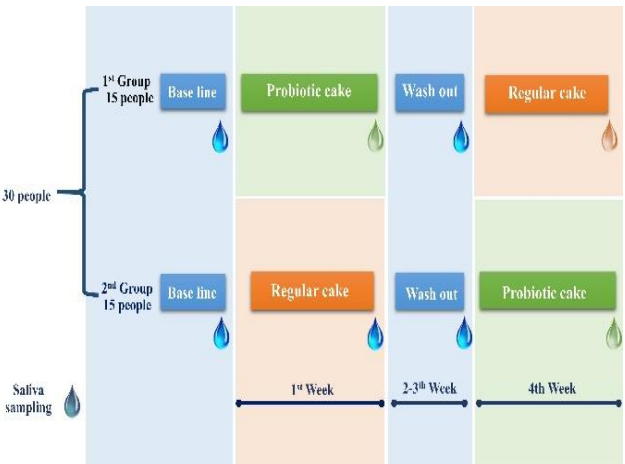 1st Group
15 people
Base line
Probiotic cake
Wash out
Regular cake
30 people
2nd Group
15 people
Base line
Regular cake
Wash out
Probiotic cake
Saliva
sampling
1st Week
2-3th Week
4th Week